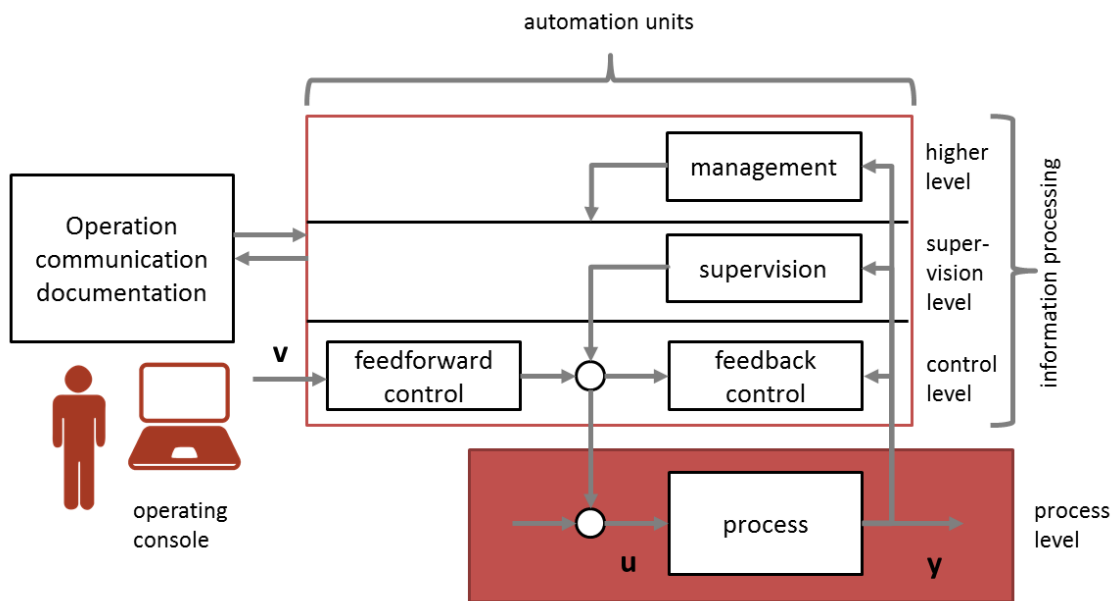 automation units
management
higher
level
Operation
communication
documentation
supervision
super-
vision
level
information processing
v
feedforward
control
feedback
control
control
level
operating
console
process
u
y
process
level